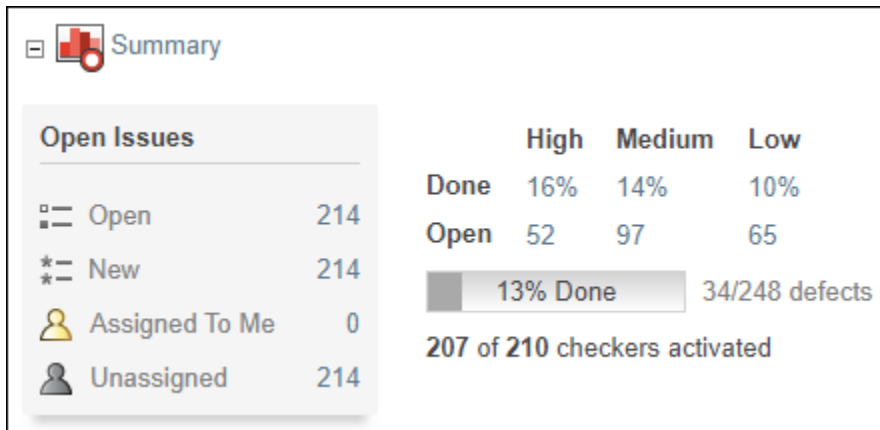 Summary
Open Issues
Open 214
New 214
Assigned To Me 0
Unassigned 214
High Medium Low
Done 16% 14% 10%
Open 52 97 65
13% Done 34/248 defects
207 of 210 checkers activated